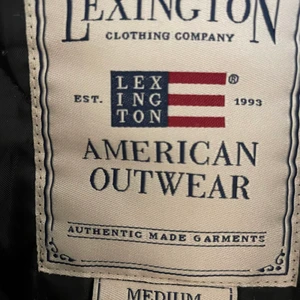 LEXINGTON
CLOTHING COMPANY
LEX
ING
TON
®
EST. 1993
AMERICAN
OUTWEAR
AUTHENTIC MADE GARMENTS
MEDIUM